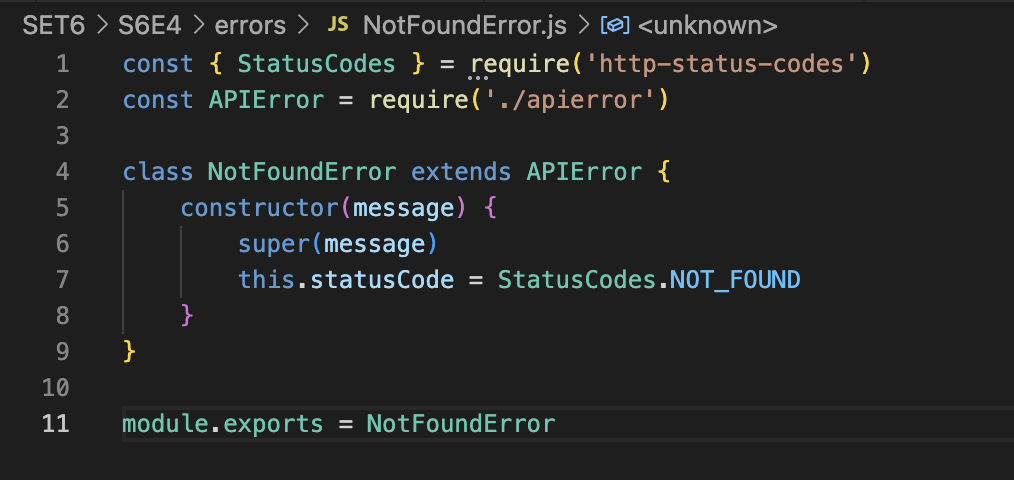 SET6 > S6E4 > errors > JS NotFoundError.js > <unknown>
1 const { StatusCodes } = require('http-status-codes')
2 const APIError = require('./apierror')
3
4 class NotFoundError extends APIError {
5     constructor(message) {
6         super(message)
7         this.statusCode = StatusCodes.NOT_FOUND
8     }
9 }
10
11 module.exports = NotFoundError